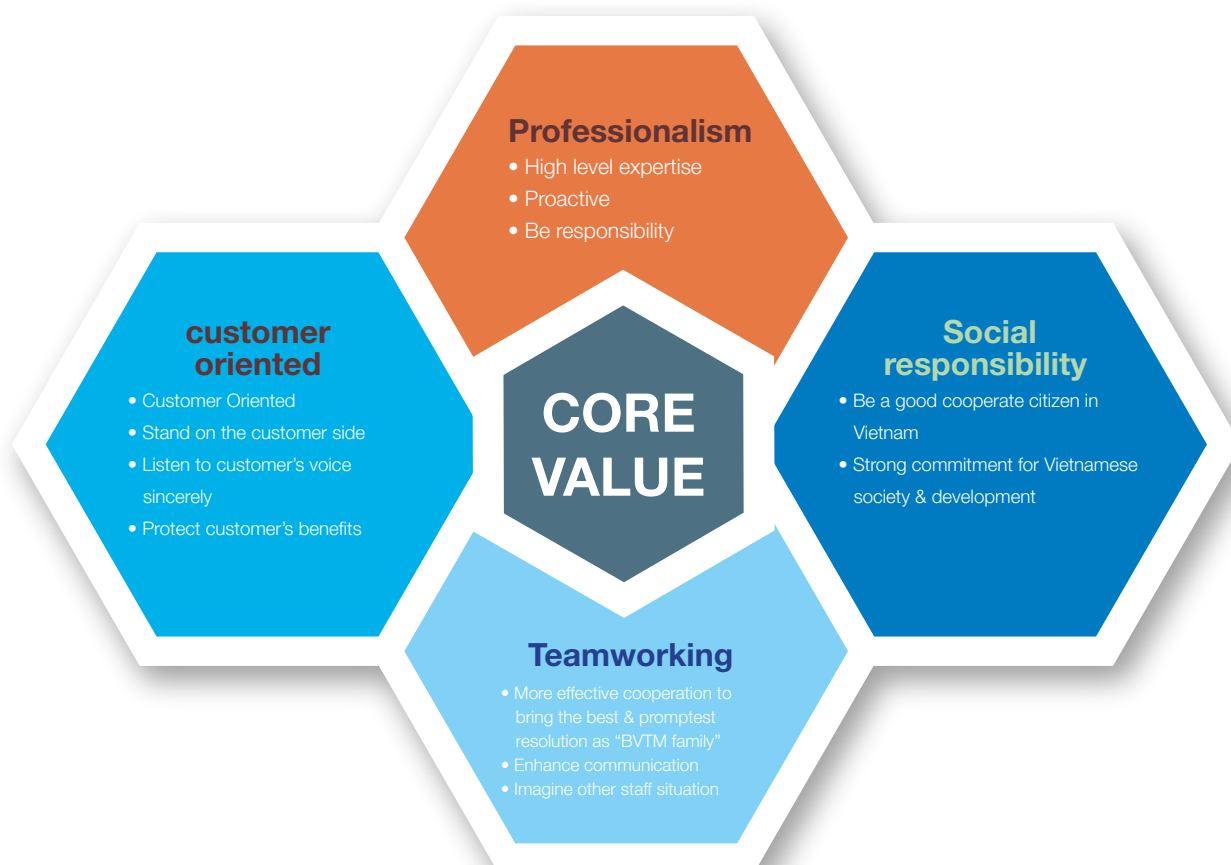 Professionalism
• High level expertise
• Proactive
• Be responsibility
customer
oriented
• Customer Oriented
• Stand on the customer side
• Listen to customer’s voice
sincerely
• Protect customer’s benefits
CORE
VALUE
Social
responsibility
• Be a good cooperate citizen in
Vietnam
• Strong commitment for Vietnamese
society & development
Teamworking
• More effective cooperation to
bring the best & promptest
resolution as “BVTM family”
• Enhance communication
• Imagine other staff situation